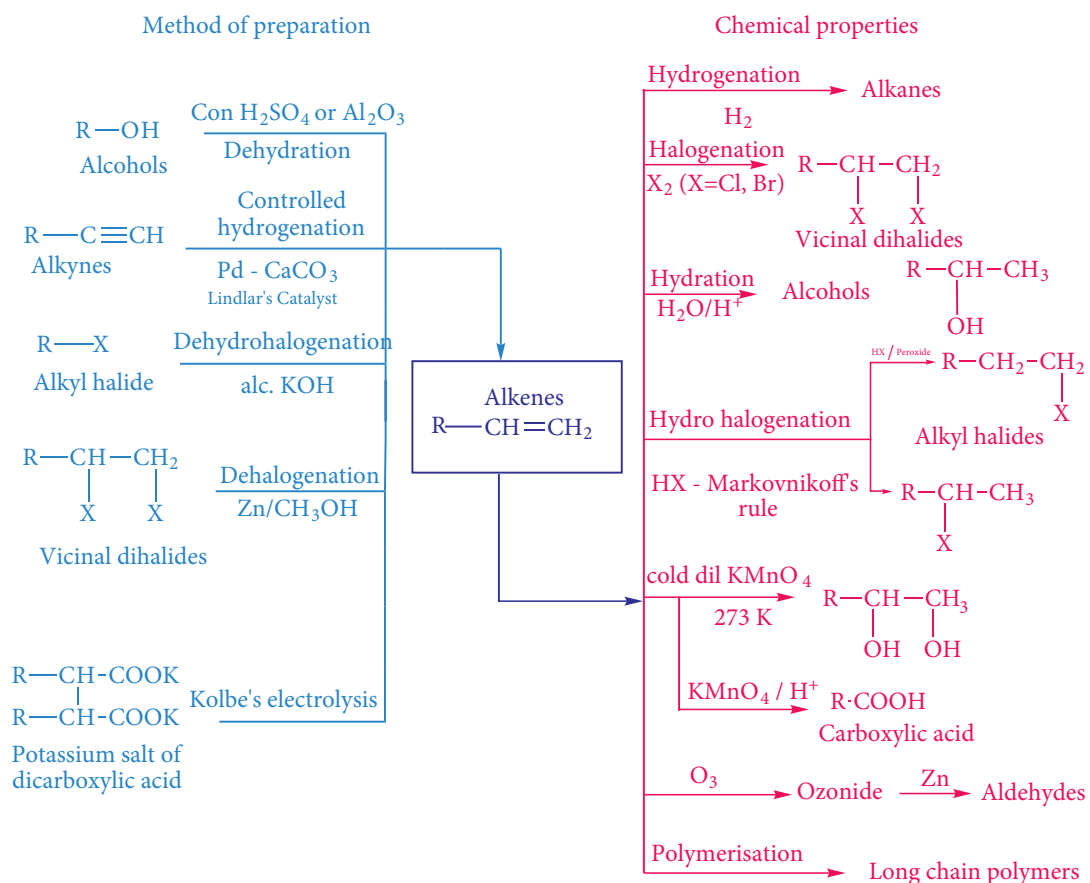 Method of preparation
Con H₂SO₄ or Al₂O₃
R—OH
Alcohols
Dehydration
Controlled
hydrogenation
R—C≡CH
Alkynes
Pd - CaCO₃
Lindlar's Catalyst
Dehydrohalogenation
R—X
Alkyl halide
alc. KOH
R—CH—CH₂
X X
Dehalogenation
Zn/CH₃OH
Vicinal dihalides
R—CH-COOK
R—CH-COOK
Kolbe's electrolysis
Potassium salt of
dicarboxylic acid
Alkenes
R—CH=CH₂
Chemical properties
Hydrogenation
Alkanes
H₂
Halogenation
X₂ (X=Cl, Br)
R—CH—CH₂
X X
Vicinal dihalides
Hydration
H₂O/H⁺
Alcohols
R—CH—CH₃
OH
HX / Peroxide
R—CH₂—CH₂
X
Hydro halogenation
Alkyl halides
HX - Markovnikoff's
rule
R—CH—CH₃
X
cold dil KMnO₄
273 K
R—CH—CH₃
OH OH
KMnO₄ / H⁺
R·COOH
Carboxylic acid
O₃
Ozonide
Zn
Aldehydes
Polymerisation
Long chain polymers